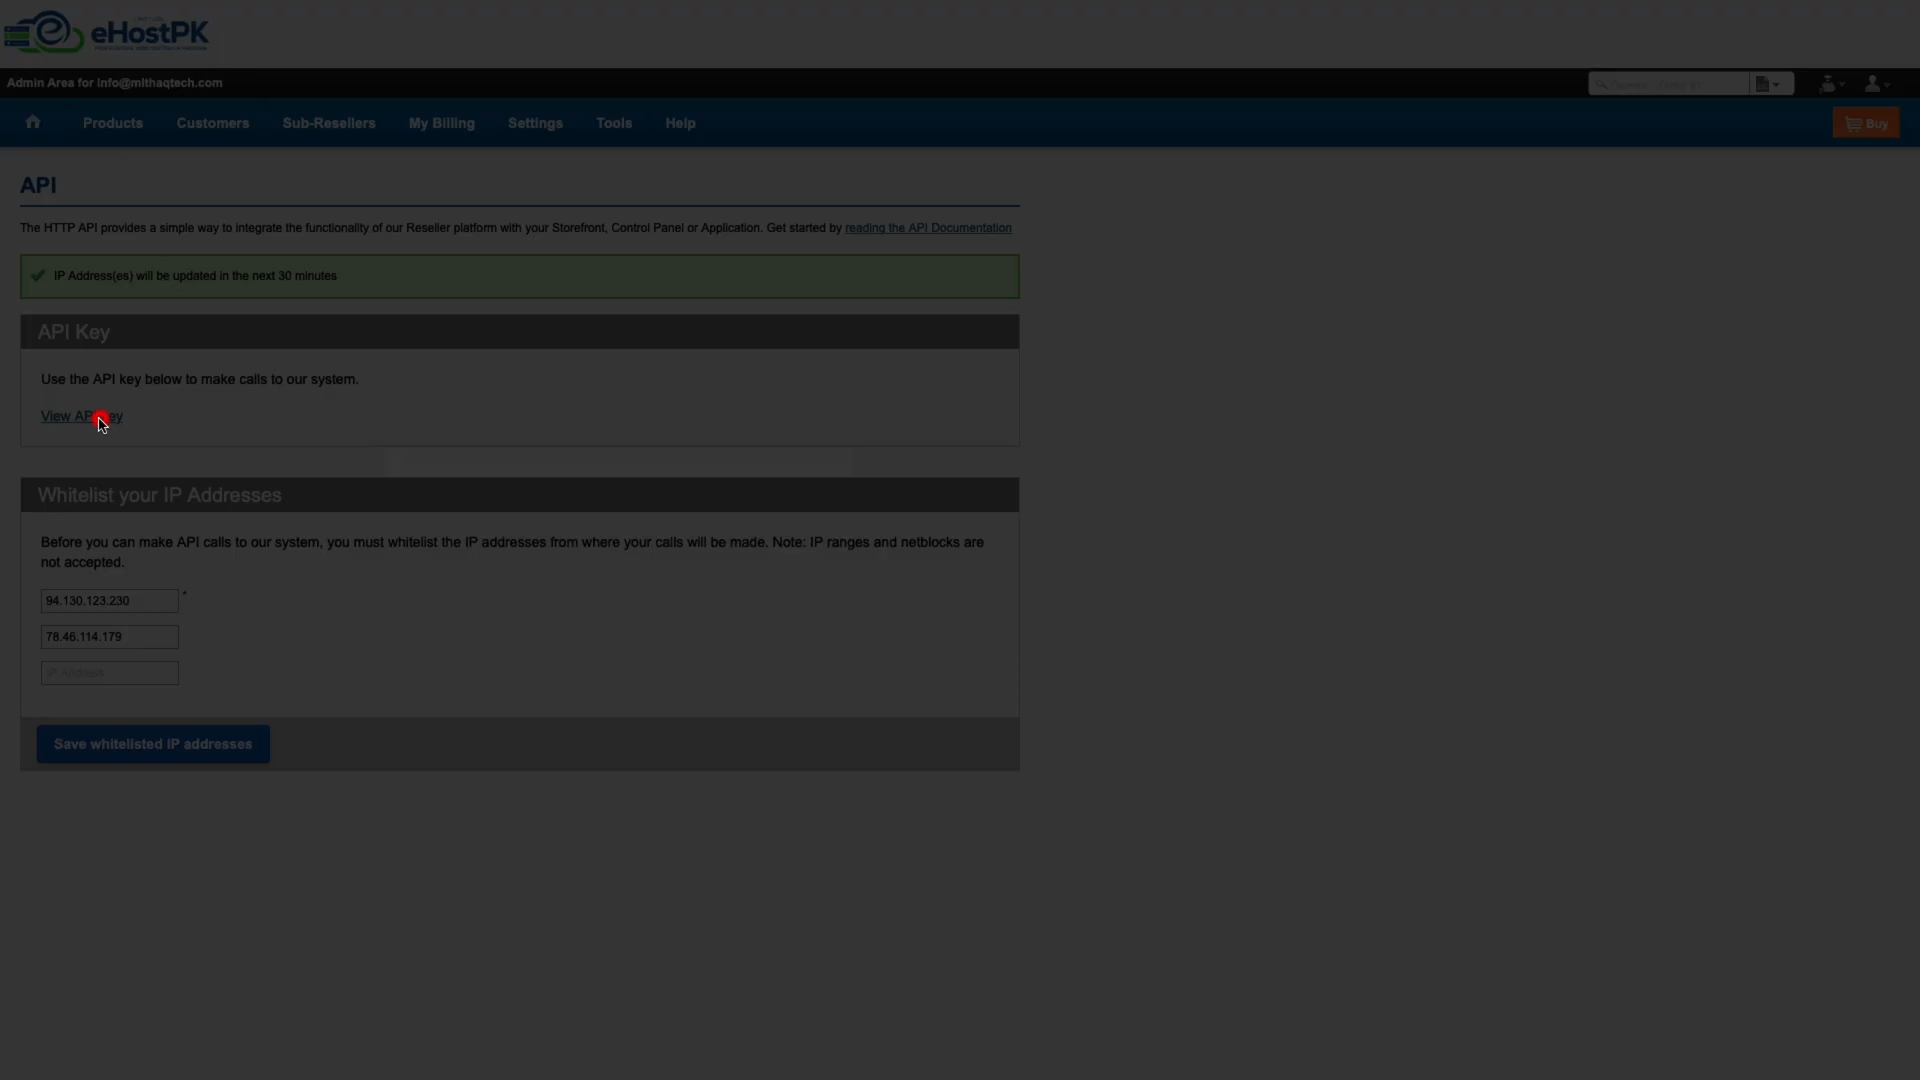 eHostPK
Admin Area for info@mithaqtech.com
Products Customers Sub-Resellers My Billing Settings Tools Help
Buy
API
The HTTP API provides a simple way to integrate the functionality of our Reseller platform with your Storefront, Control Panel or Application. Get started by reading the API Documentation
IP Address(es) will be updated in the next 30 minutes
API Key
Use the API key below to make calls to our system.
View API Key
Whitelist your IP Addresses
Before you can make API calls to our system, you must whitelist the IP addresses from where your calls will be made. Note: IP ranges and netblocks are
not accepted.
94.130.123.230 *
78.46.114.179
IP Address
Save whitelisted IP addresses